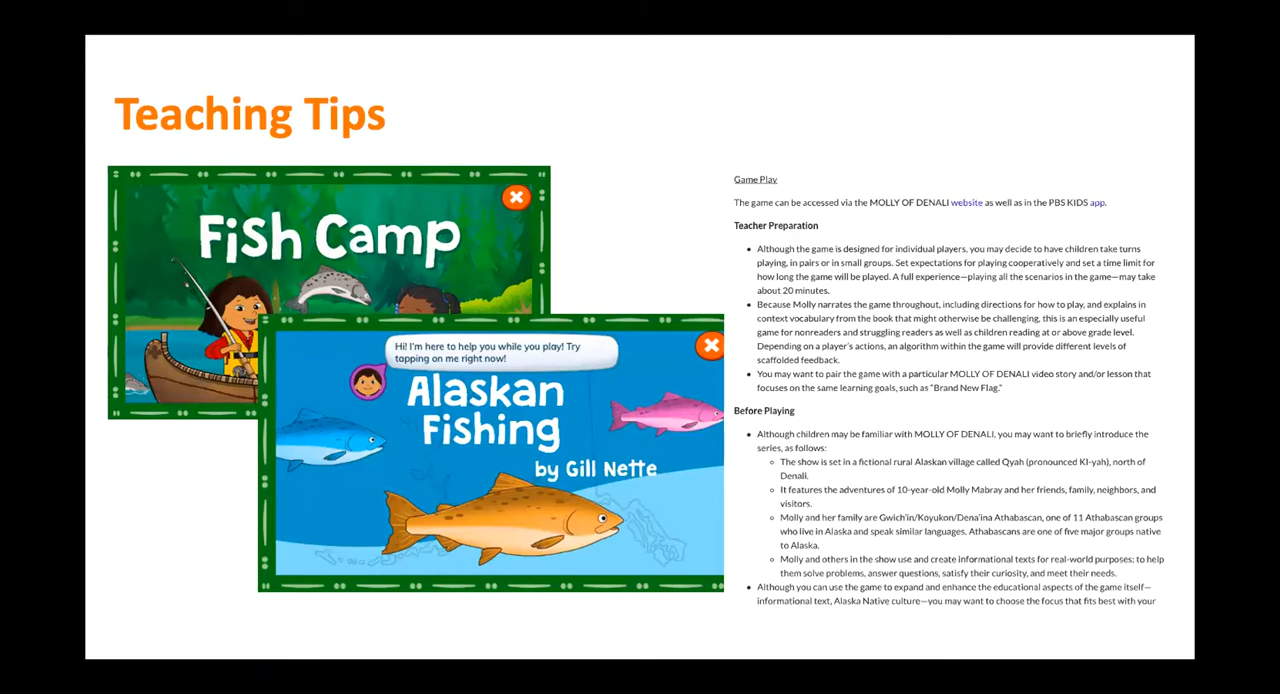 Teaching Tips
Fish Camp
Hi! I'm here to help you while you play! Try
tapping on me right now!
Alaskan
Fishing
by Gill Nette
Game Play
The game can be accessed via the MOLLY OF DENALI website as well as in the PBS KIDS app.
Teacher Preparation
• Although the game is designed for individual players, you may decide to have children take turns
playing, in pairs or in small groups. Set expectations for playing cooperatively and set a time limit for
how long the game will be played. A full experience—playing all the scenarios in the game—may take
about 20 minutes.
• Because Molly narrates the game throughout, including directions for how to play, and explains in
context vocabulary from the book that might otherwise be challenging, this is an especially useful
game for nonreaders and struggling readers as well as children reading at or above grade level.
Depending on a player's actions, an algorithm within the game will provide different levels of
scaffolded feedback.
• You may want to pair the game with a particular MOLLY OF DENALI video story and/or lesson that
focuses on the same learning goals, such as "Brand New Flag."
Before Playing
• Although children may be familiar with MOLLY OF DENALI, you may want to briefly introduce the
series, as follows:
○ The show is set in a fictional rural Alaskan village called Qyah (pronounced KI-yah), north of
Denali.
○ It features the adventures of 10-year-old Molly Mabray and her friends, family, neighbors, and
visitors.
○ Molly and her family are Gwich'in/Koyukon/Dena'ina Athabascan, one of 11 Athabascan groups
who live in Alaska and speak similar languages. Athabascans are one of five major groups native
to Alaska.
○ Molly and others in the show use and create informational texts for real-world purposes: to help
them solve problems, answer questions, satisfy their curiosity, and meet their needs.
• Although you can use the game to expand and enhance the educational aspects of the game itself—
informational text, Alaska Native culture—you may want to choose the focus that fits best with your